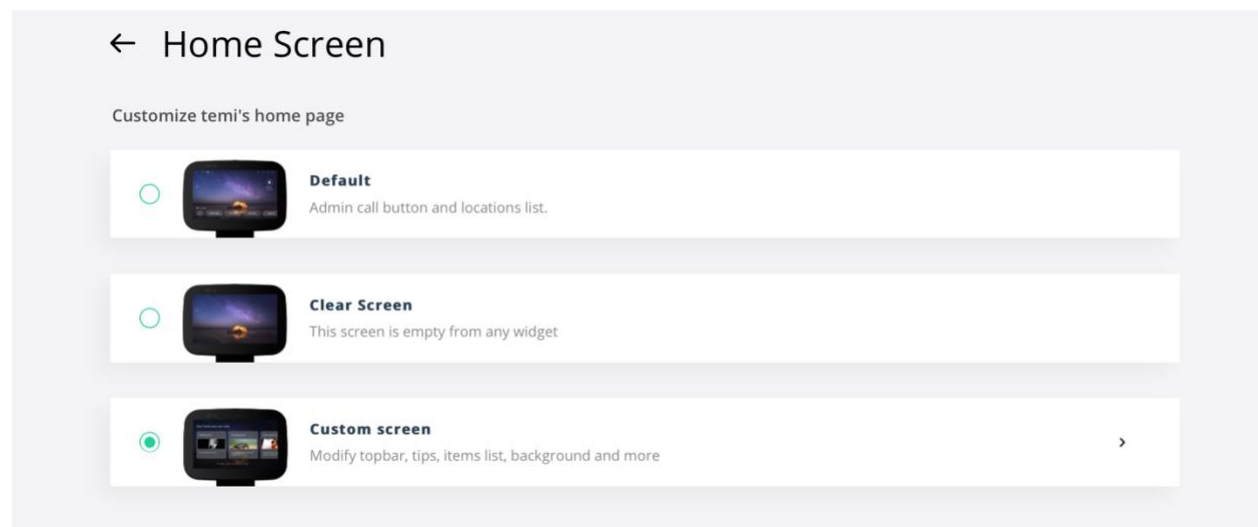 ← Home Screen
Customize temi's home page
Default
Admin call button and locations list.
Clear Screen
This screen is empty from any widget
Custom screen
Modify topbar, tips, items list, background and more